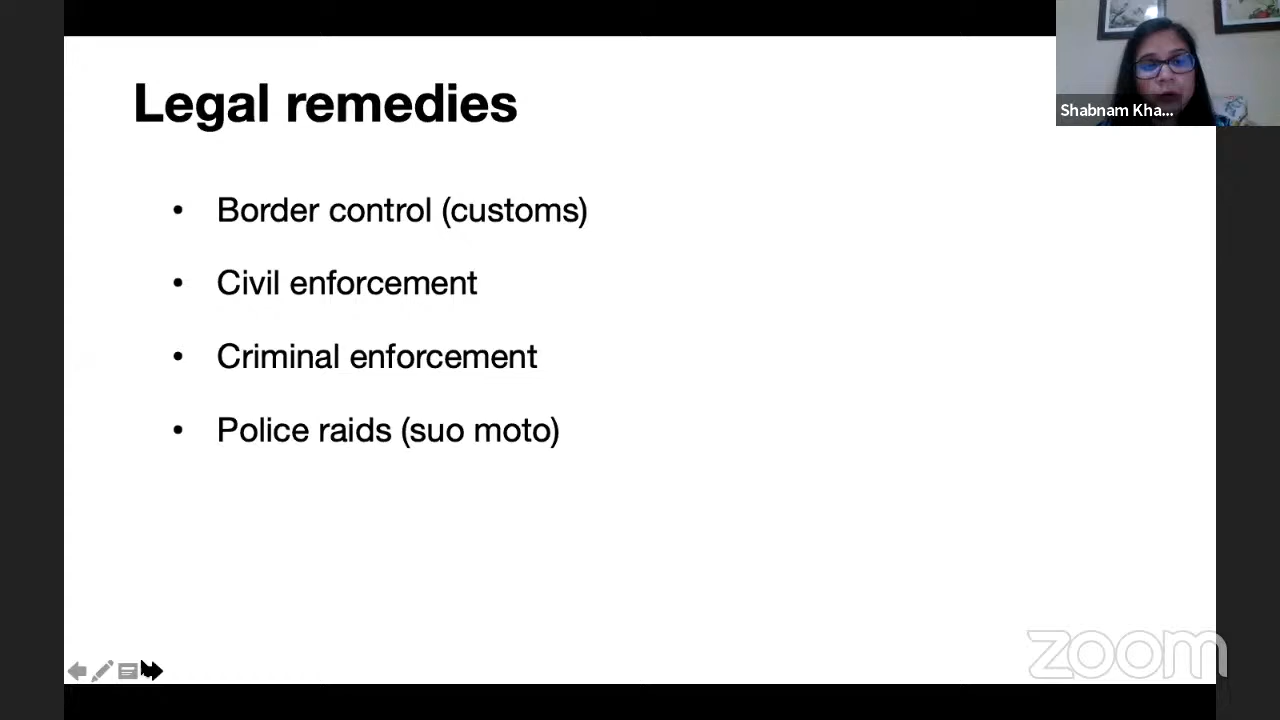 Legal remedies
Shabnam Kha...
• Border control (customs)
• Civil enforcement
• Criminal enforcement
• Police raids (suo moto)
zoom